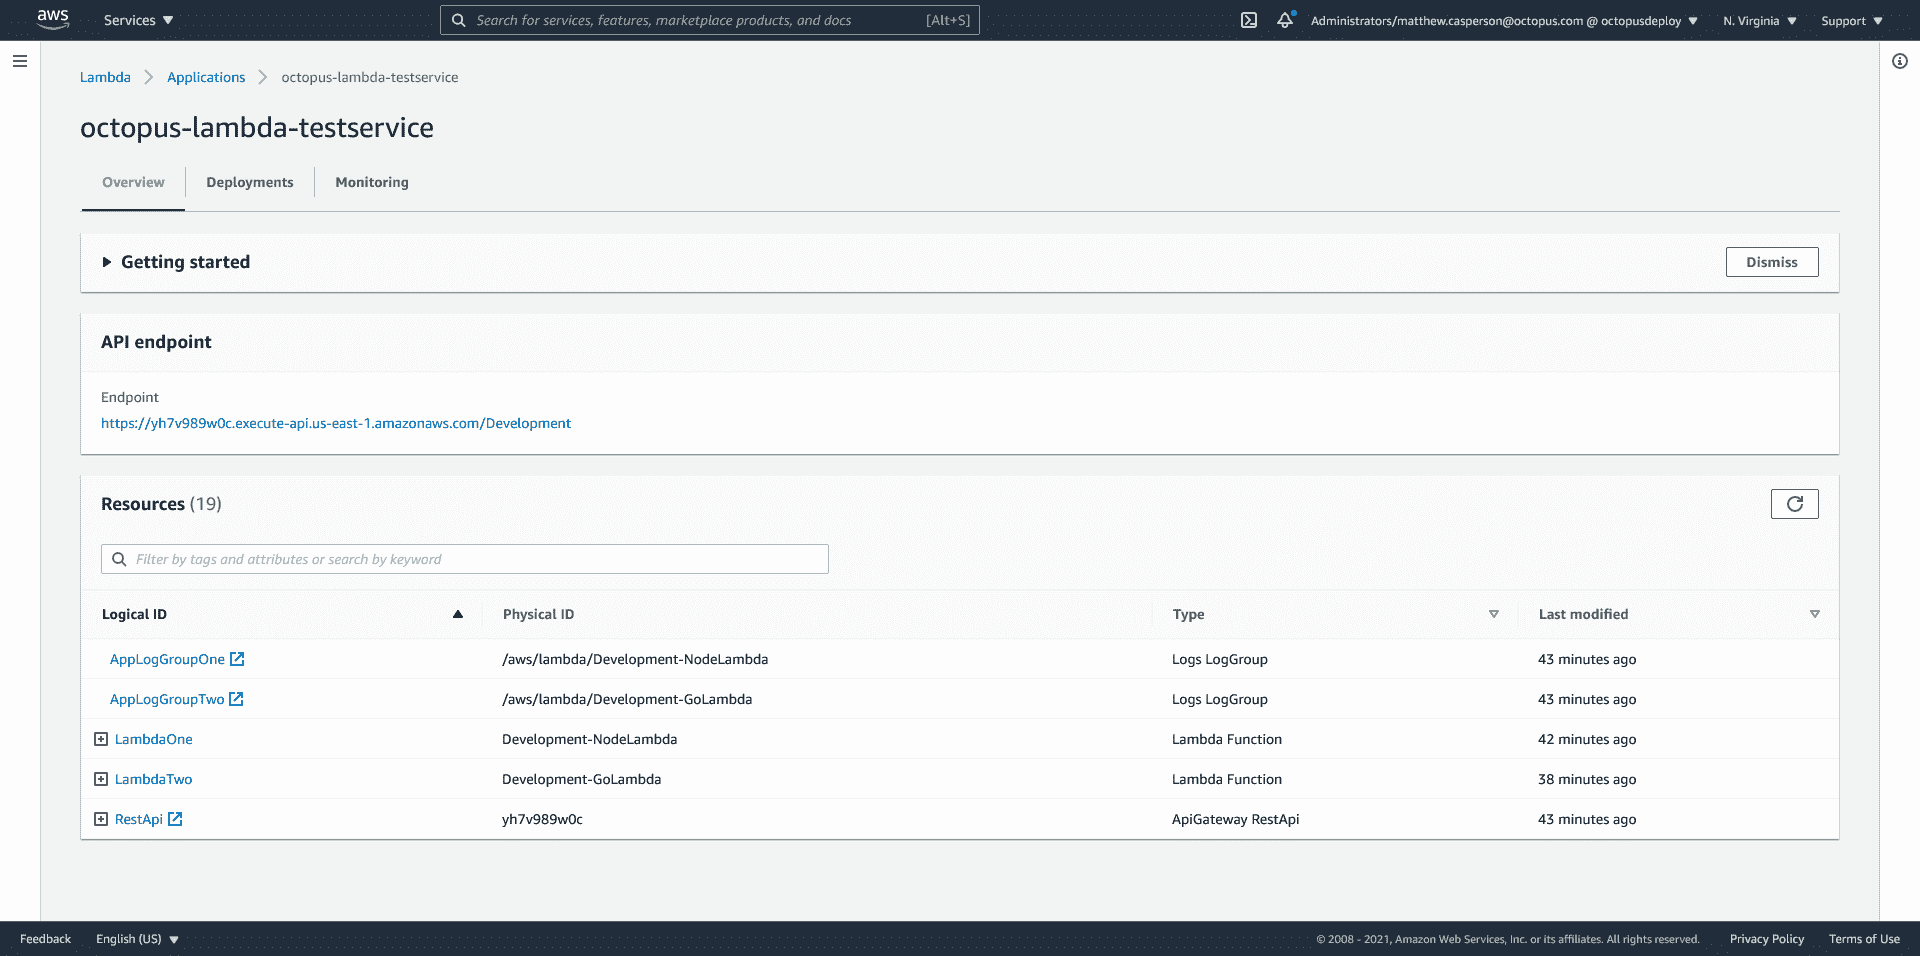 aws Services Search for services, features, marketplace products, and docs [Alt+S] Administrators/matthew.casperson@octopus.com @ octopusdeploy N. Virginia Support
Lambda Applications octopus-lambda-testservice
octopus-lambda-testservice
Overview Deployments Monitoring
Getting started Dismiss
API endpoint
Endpoint
https://yh7v989w0c.execute-api.us-east-1.amazonaws.com/Development
Resources (19)
Filter by tags and attributes or search by keyword
Logical ID Physical ID Type Last modified
AppLogGroupOne /aws/lambda/Development-NodeLambda Logs LogGroup 43 minutes ago
AppLogGroupTwo /aws/lambda/Development-GoLambda Logs LogGroup 43 minutes ago
LambdaOne Development-NodeLambda Lambda Function 42 minutes ago
LambdaTwo Development-GoLambda Lambda Function 38 minutes ago
RestApi yh7v989w0c ApiGateway RestApi 43 minutes ago
Feedback English (US) © 2008 - 2021, Amazon Web Services, Inc. or its affiliates. All rights reserved. Privacy Policy Terms of Use